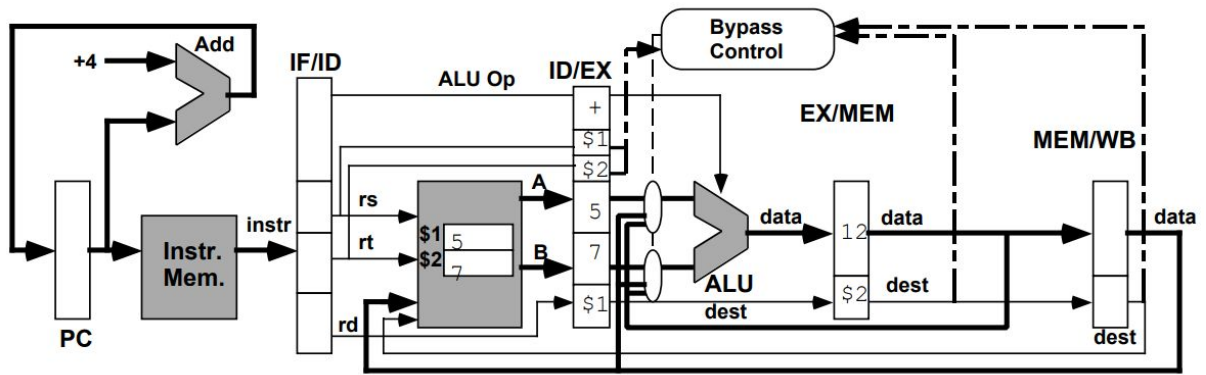 Bypass
Control
Add
+4
IF/ID
ALU Op
ID/EX
+
EX/MEM
$1
MEM/WB
$2
A
rs
5
data
data
data
instr
$1
5
12
Instr.
Mem.
rt
$2
7
B
7
ALU
$1
dest
$2
dest
rd
PC
dest